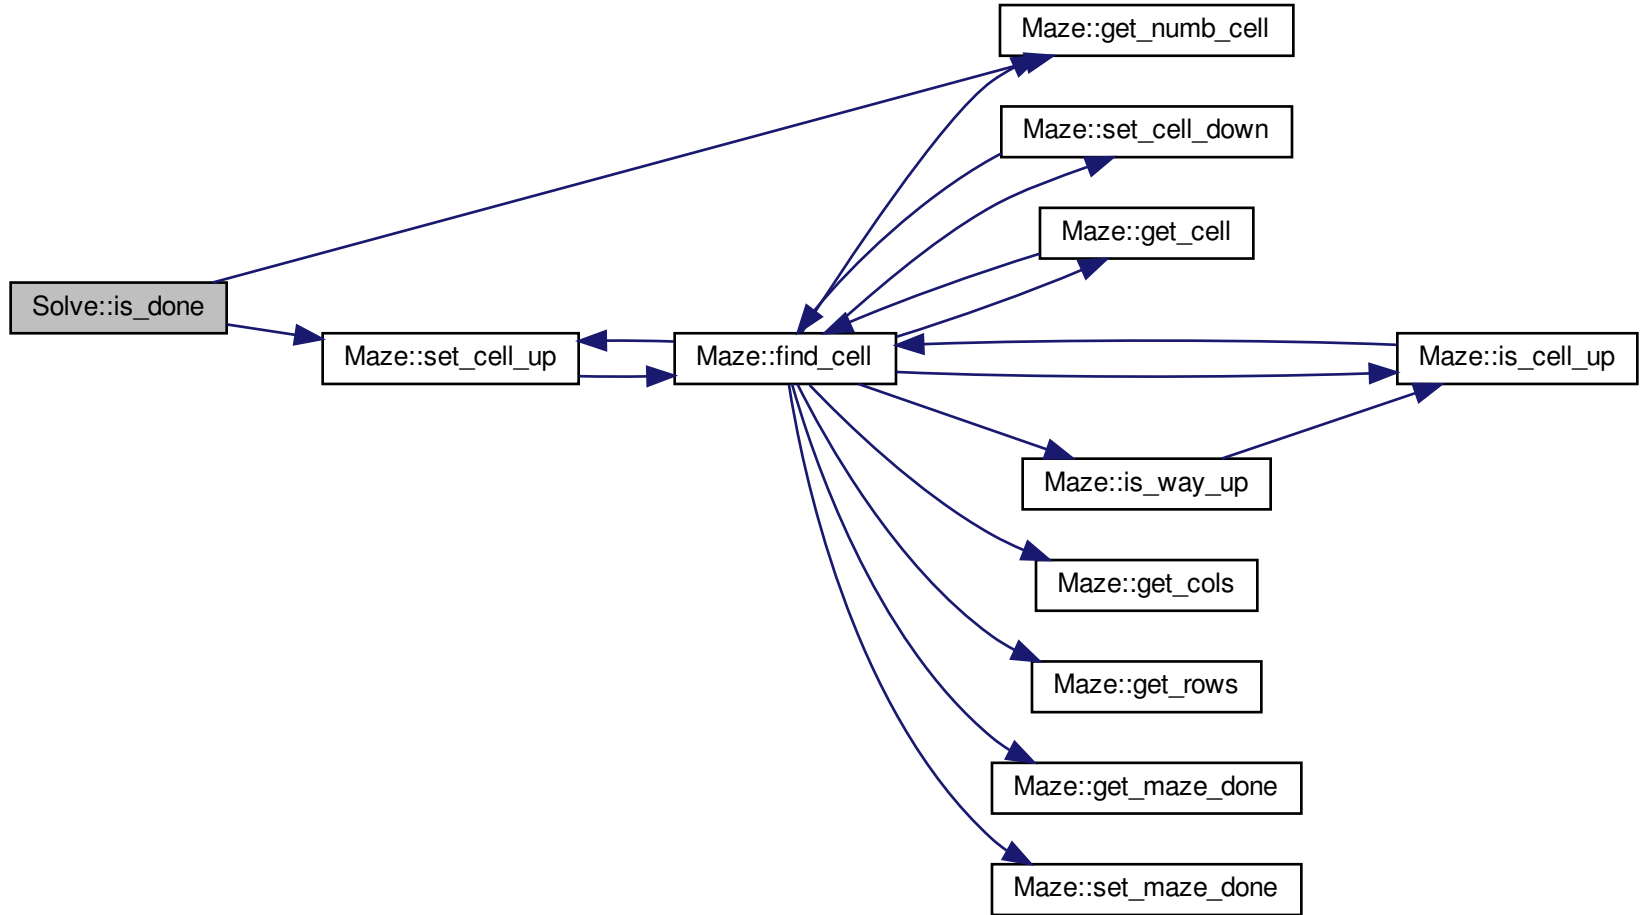 Maze::get_numb_cell
Maze::set_cell_down
Maze::get_cell
Solve::is_done
Maze::set_cell_up
Maze::find_cell
Maze::is_cell_up
Maze::is_way_up
Maze::get_cols
Maze::get_rows
Maze::get_maze_done
Maze::set_maze_done